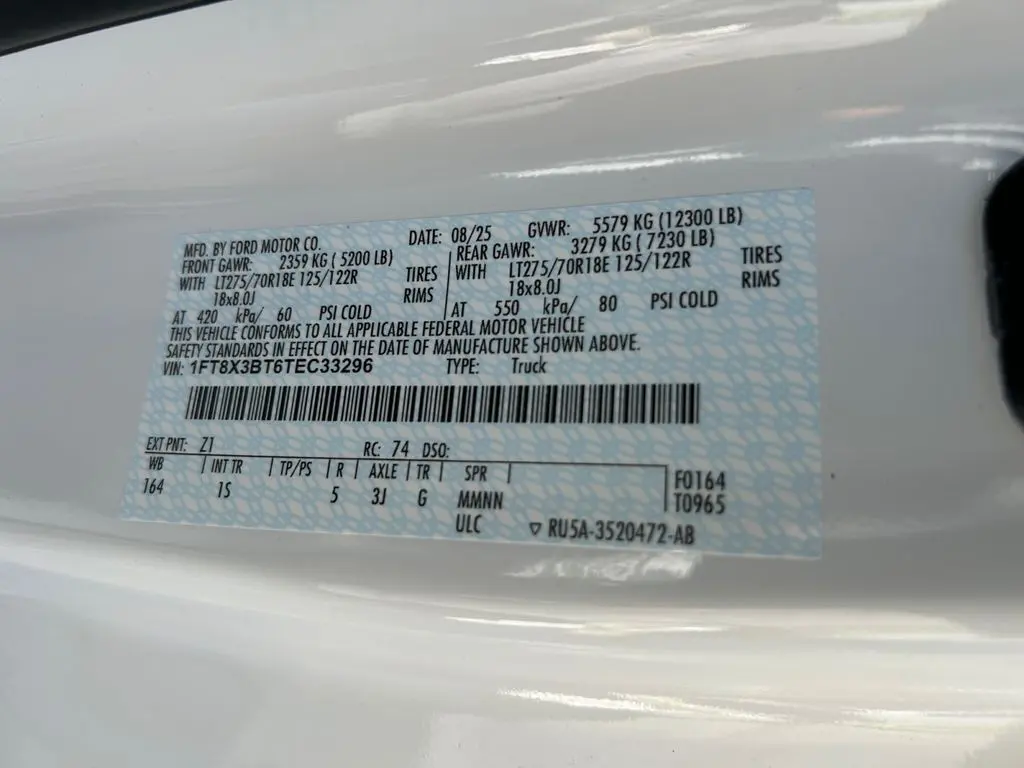 MFD. BY FORD MOTOR CO. DATE: 08/25 GVWR: 5579 KG (12300 LB)
FRONT GAWR: 2359 KG ( 5200 LB) REAR GAWR: 3279 KG ( 7230 LB)
WITH LT275/70R18E 125/122R TIRES WITH LT275/70R18E 125/122R TIRES
18x8.0J RIMS 18x8.0J RIMS
AT 420 kPa/ 60 PSI COLD AT 550 kPa/ 80 PSI COLD
THIS VEHICLE CONFORMS TO ALL APPLICABLE FEDERAL MOTOR VEHICLE
SAFETY STANDARDS IN EFFECT ON THE DATE OF MANUFACTURE SHOWN ABOVE.
VIN: 1FT8X3BT6TEC33296 TYPE: Truck
EXT PNT: Z1 RC: 74 DSO:
WB INT TR TP/PS R AXLE TR SPR F0164
164 1S 5 3J G MMNN T0965
ULC RU5A-3520472-AB